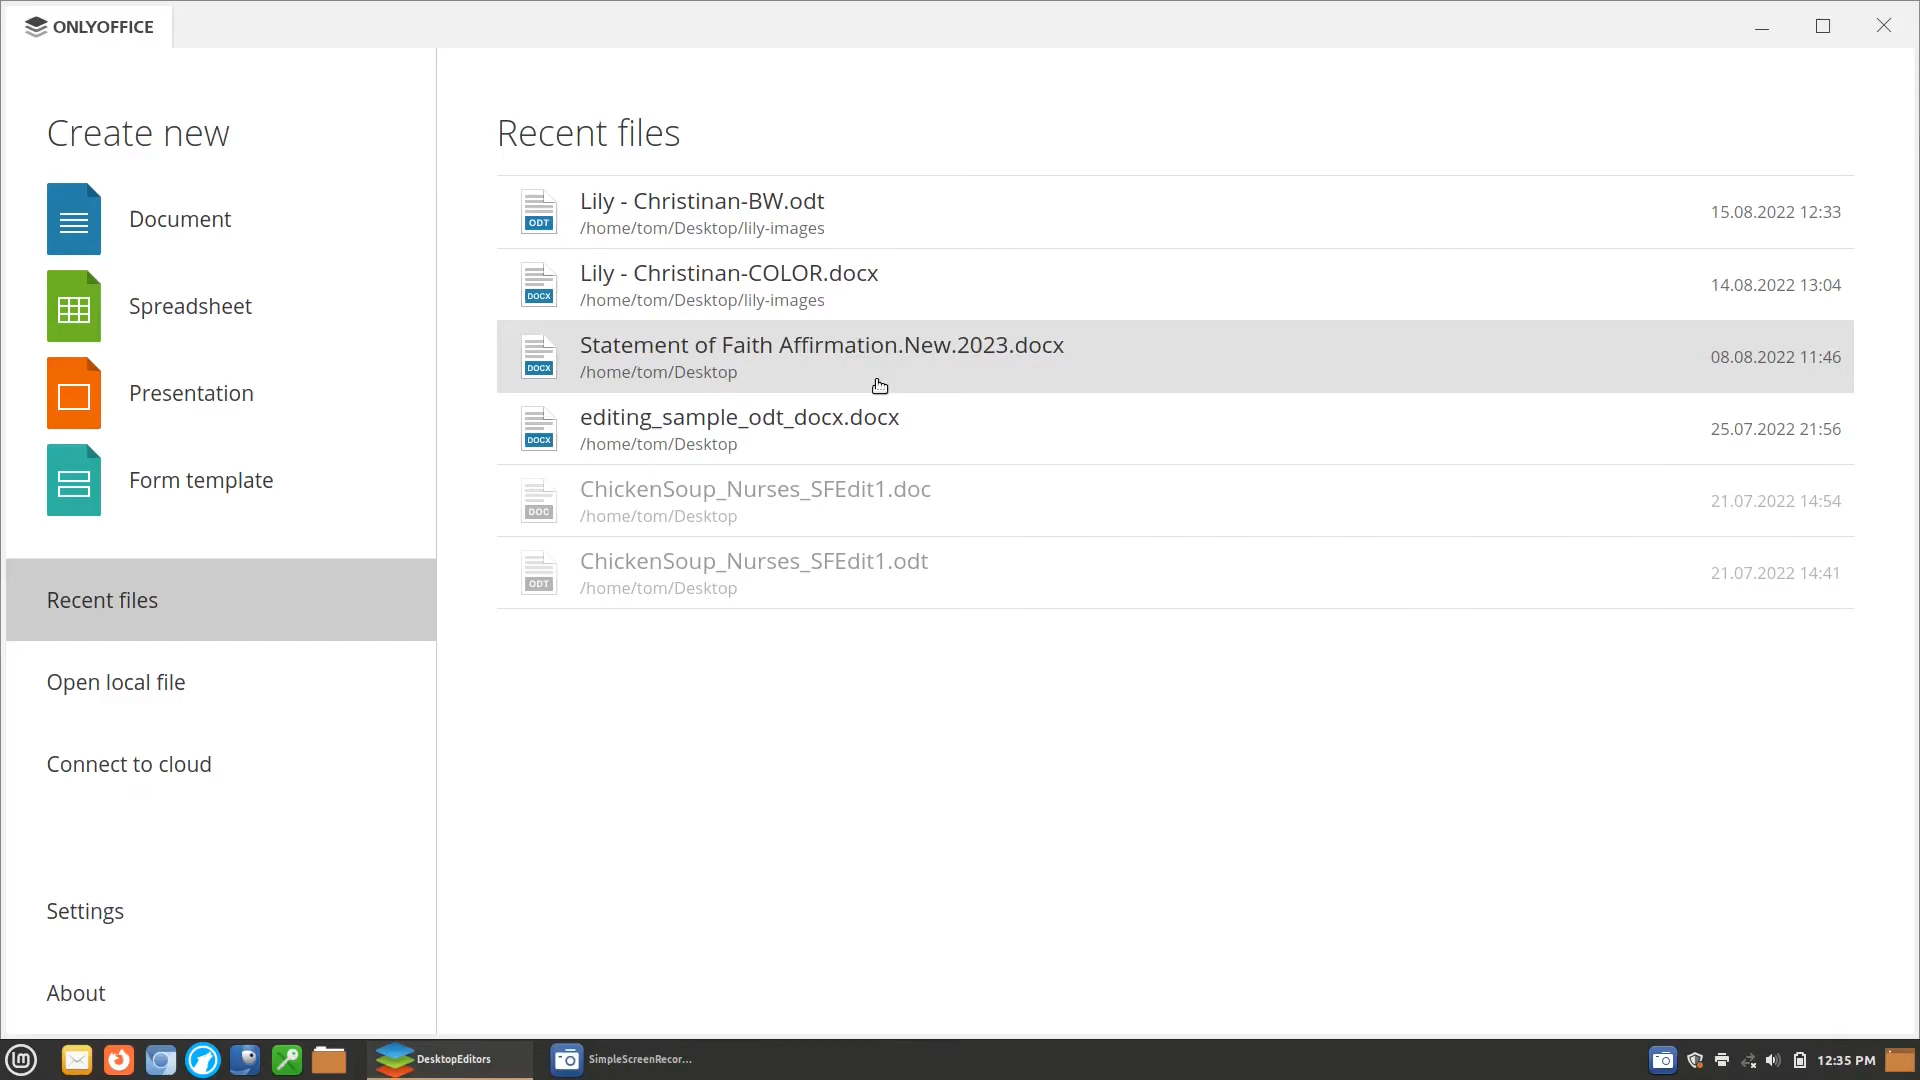 ONLYOFFICE
Create new
Document
Spreadsheet
Presentation
Form template
Recent files
Open local file
Connect to cloud
Settings
About
Recent files
ODT
Lily - Christinan-BW.odt
/home/tom/Desktop/lily-images
15.08.2022 12:33
DOCX
Lily - Christinan-COLOR.docx
/home/tom/Desktop/lily-images
14.08.2022 13:04
DOCX
Statement of Faith Affirmation.New.2023.docx
/home/tom/Desktop
08.08.2022 11:46
DOCX
editing_sample_odt_docx.docx
/home/tom/Desktop
25.07.2022 21:56
DOC
ChickenSoup_Nurses_SFEdit1.doc
/home/tom/Desktop
21.07.2022 14:54
ODT
ChickenSoup_Nurses_SFEdit1.odt
/home/tom/Desktop
21.07.2022 14:41
DesktopEditors
SimpleScreenRecor...
12:35 PM